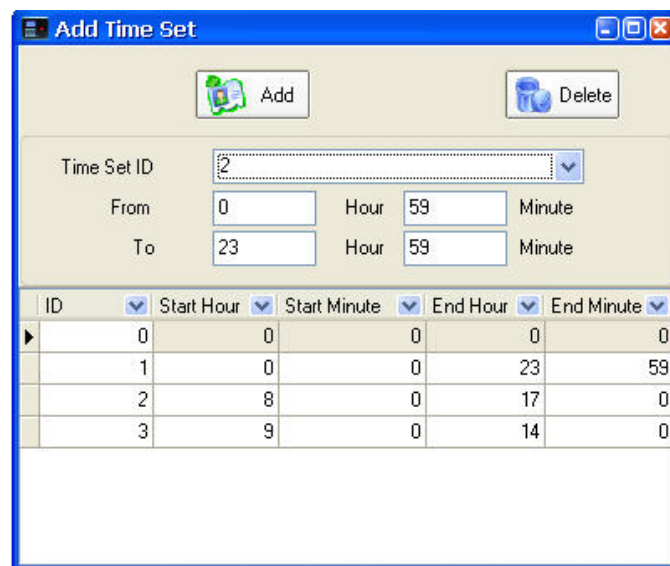 Add Time Set
Add Delete
Time Set ID 2
From 0 Hour 59 Minute
To 23 Hour 59 Minute
ID Start Hour Start Minute End Hour End Minute
0 0 0 0 0
1 0 0 23 59
2 8 0 17 0
3 9 0 14 0